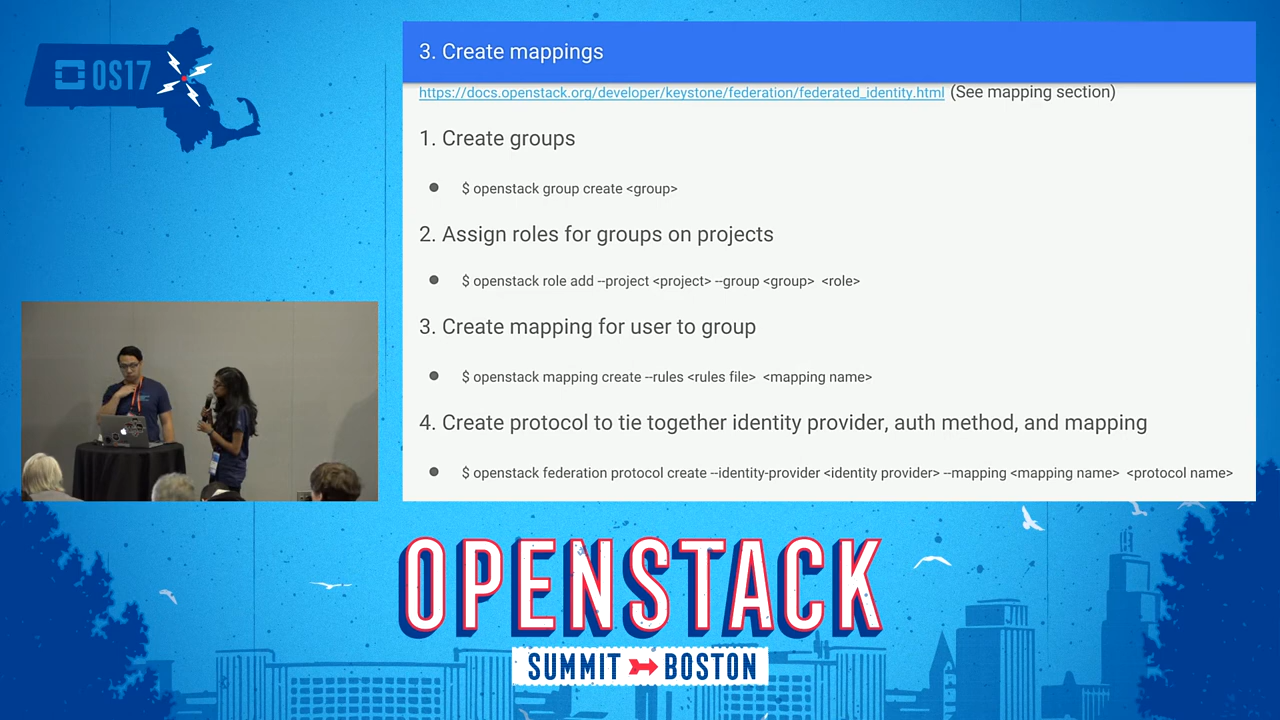 OS17
3. Create mappings
https://docs.openstack.org/developer/keystone/federation/federated_identity.html (See mapping section)
1. Create groups
$ openstack group create <group>
2. Assign roles for groups on projects
$ openstack role add --project <project> --group <group> <role>
3. Create mapping for user to group
$ openstack mapping create --rules <rules file> <mapping name>
4. Create protocol to tie together identity provider, auth method, and mapping
$ openstack federation protocol create --identity-provider <identity provider> --mapping <mapping name> <protocol name>
OPENSTACK
SUMMIT BOSTON